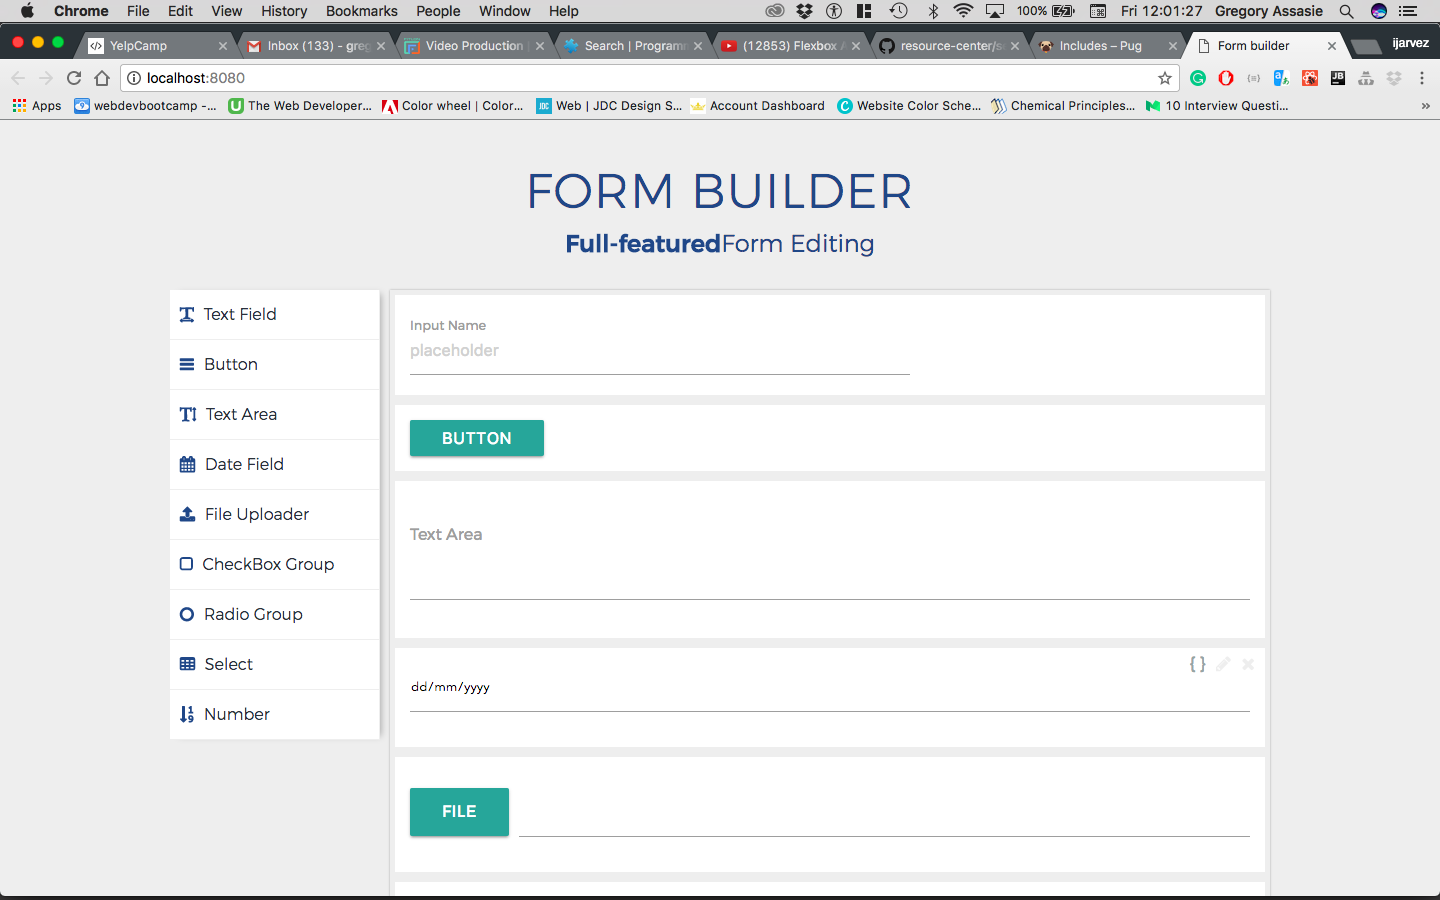 Chrome File Edit View History Bookmarks People Window Help 100% Fri 12:01:27 Gregory Assasie
YelpCamp Inbox (133) - greg Video Production Search | Programm (12853) Flexbox A resource-center/s Includes – Pug Form builder ijarvez
localhost:8080
Apps webdevbootcamp -... The Web Developer... Color wheel | Color... Web | JDC Design S... Account Dashboard Website Color Sche... Chemical Principles... 10 Interview Questi... »
FORM BUILDER
Full-featuredForm Editing
Text Field
Button
Text Area
Date Field
File Uploader
CheckBox Group
Radio Group
Select
Number
Input Name
placeholder
BUTTON
Text Area
{ }
dd/mm/yyyy
FILE